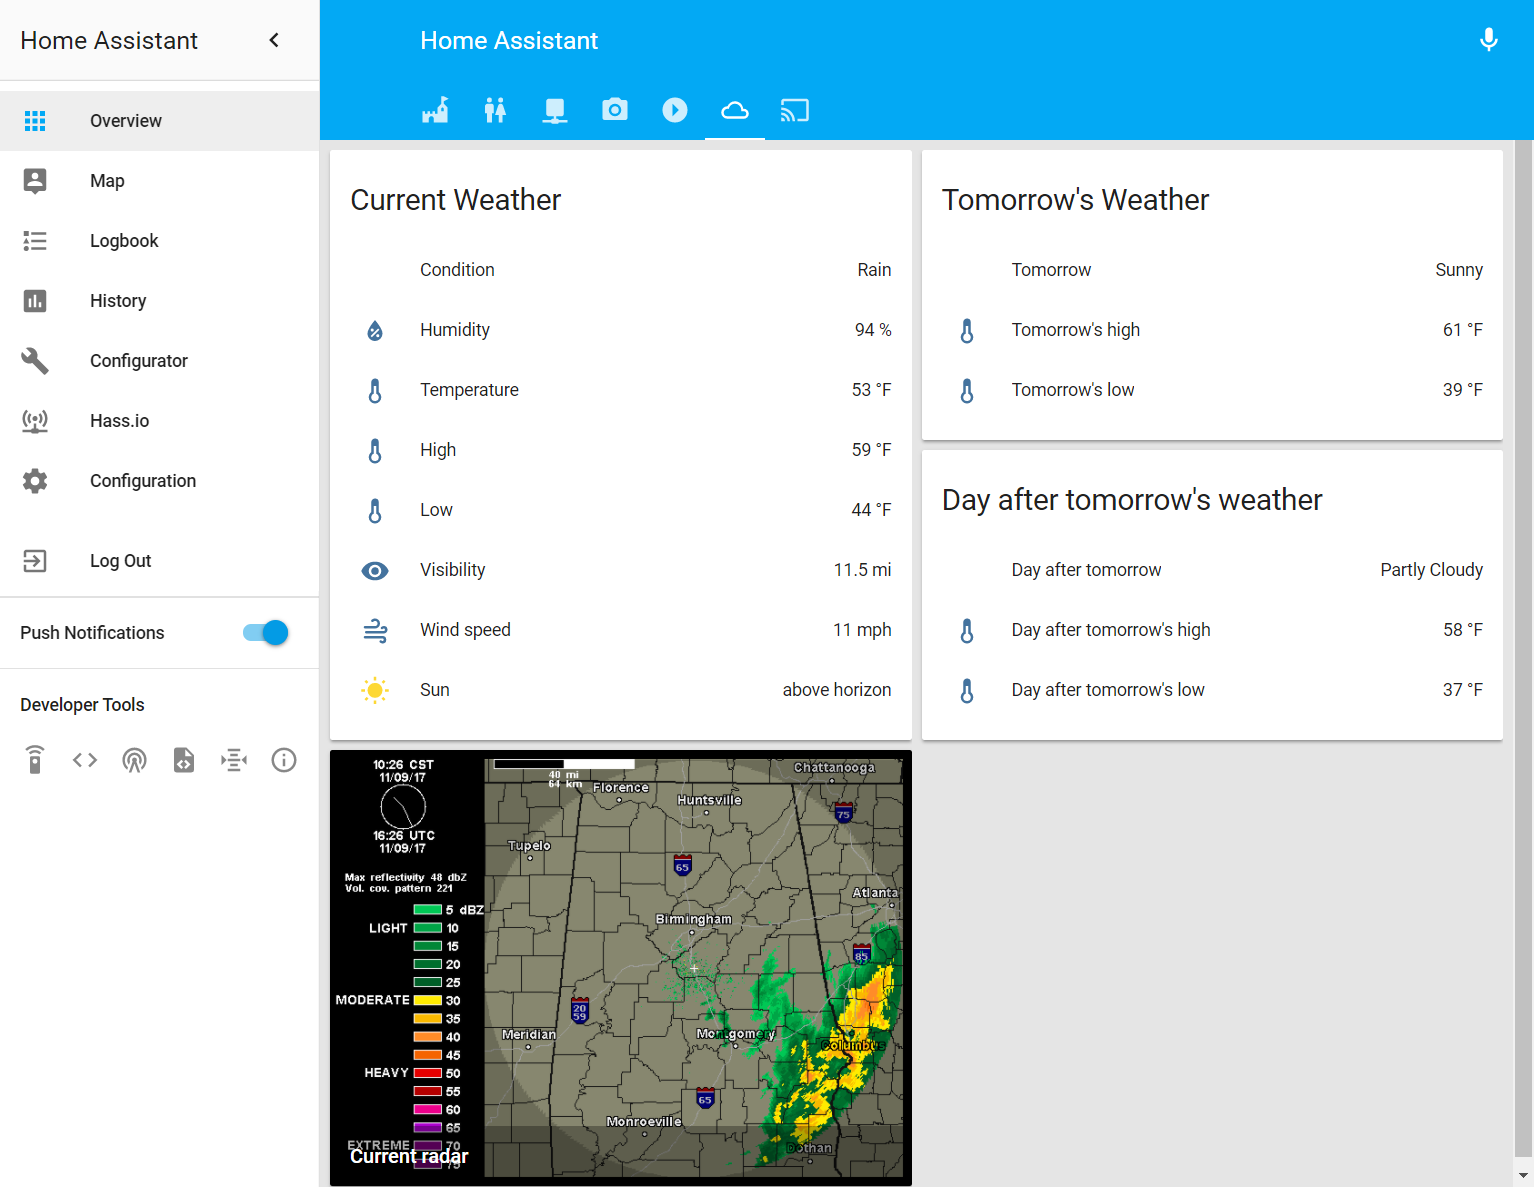 Home Assistant
Overview
Map
Logbook
History
Configurator
Hass.io
Configuration
Log Out
Push Notifications
Developer Tools
Home Assistant
Current Weather
Condition Rain
Humidity 94 %
Temperature 53 °F
High 59 °F
Low 44 °F
Visibility 11.5 mi
Wind speed 11 mph
Sun above horizon
Tomorrow's Weather
Tomorrow Sunny
Tomorrow's high 61 °F
Tomorrow's low 39 °F
Day after tomorrow's weather
Day after tomorrow Partly Cloudy
Day after tomorrow's high 58 °F
Day after tomorrow's low 37 °F
10:26 CST
11/09/17
16:26 UTC
11/09/17
Max reflectivity 48 dbZ
Vol. cov. pattern 221
5 dBZ
LIGHT 10
15
20
25
MODERATE 30
35
40
45
HEAVY 50
55
60
65
EXTREME 70
75
Current radar
40 mi
64 km
Chattanooga
Florence
Huntsville
75
Tupelo
65
Atlanta
Birmingham
85
20
59
Meridian
Montgomery
Columbus
65
Monroeville
Dothan